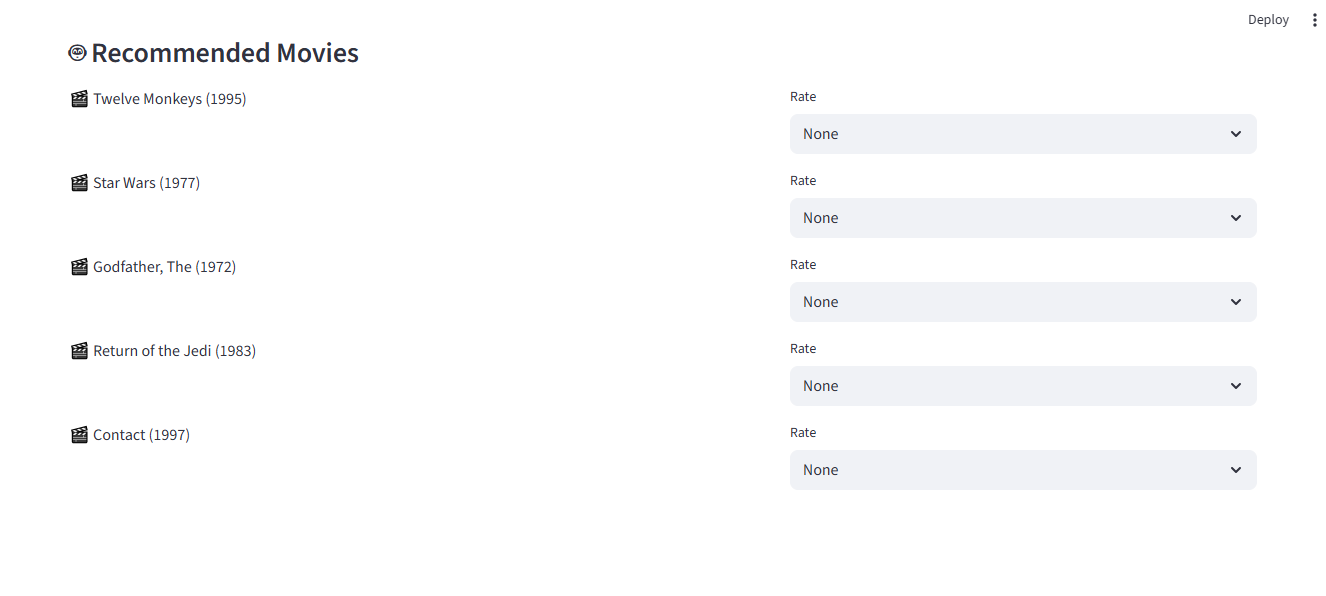 Deploy
Recommended Movies
Twelve Monkeys (1995)
Rate
None
Star Wars (1977)
Rate
None
Godfather, The (1972)
Rate
None
Return of the Jedi (1983)
Rate
None
Contact (1997)
Rate
None